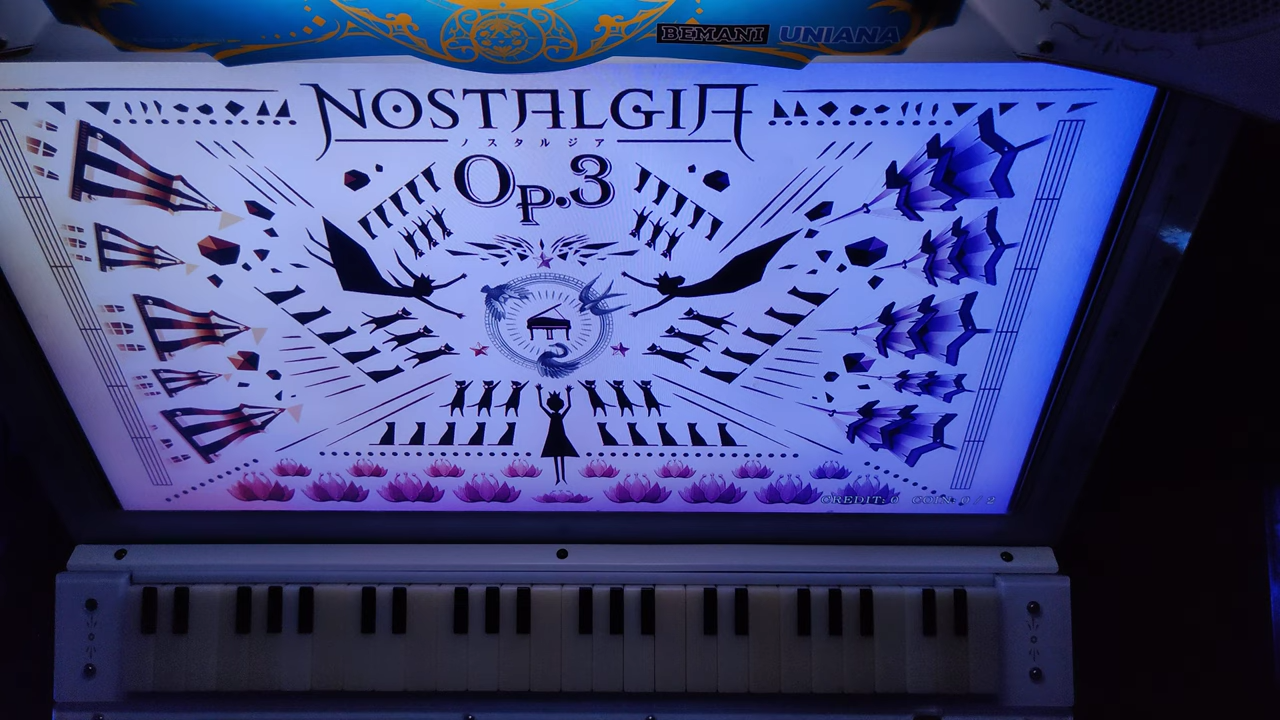 BEMANI UNIANA
NOSTALGIA
ノスタルジア
Op.3
CREDIT: 0 COIN: 0 / 2